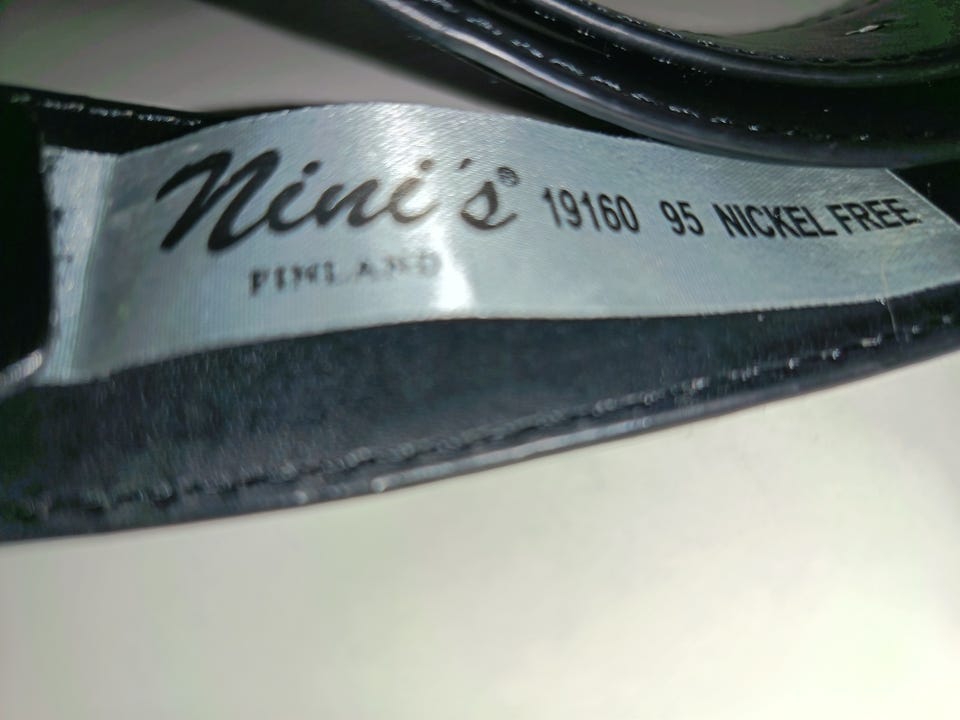 Nini's® 19160 95 NICKEL FREE
FINLAND